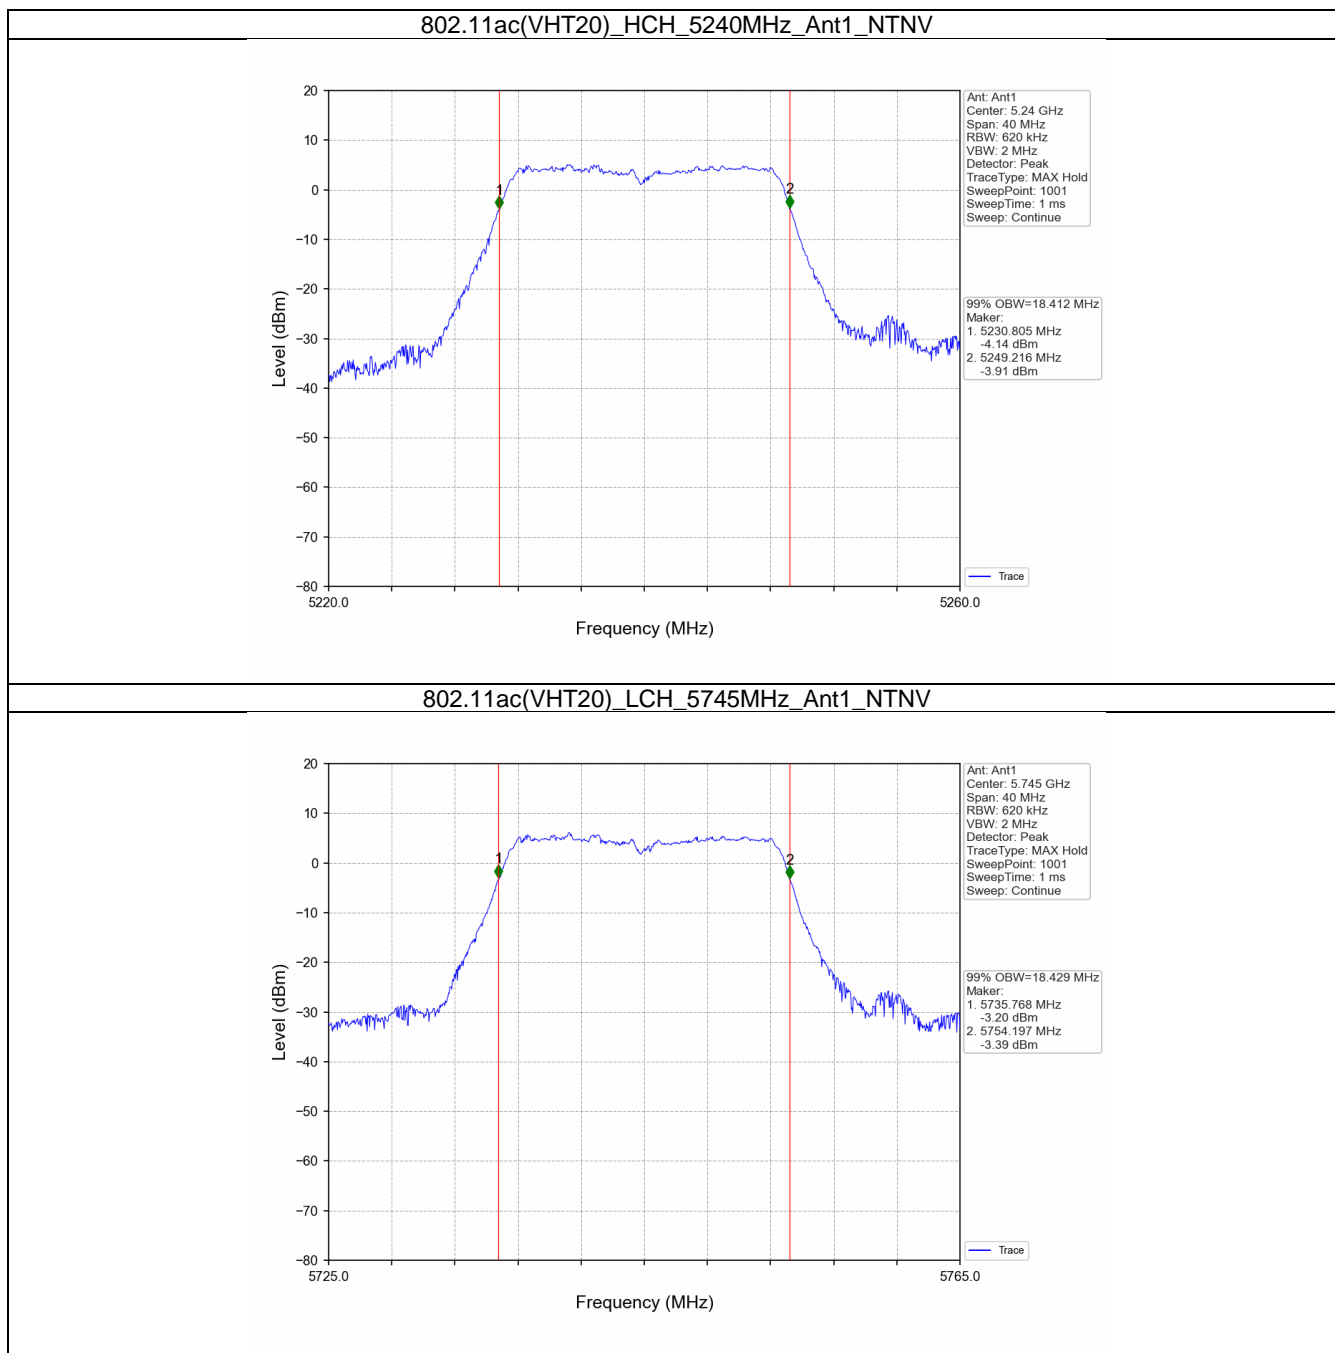 802.11ac(VHT20)_HCH_5240MHz_Ant1_NTNV
20
10
0
−10
−20
−30
−40
−50
−60
−70
−80
Level (dBm)
1
2
5220.0
5260.0
Frequency (MHz)
Ant: Ant1
Center: 5.24 GHz
Span: 40 MHz
RBW: 620 kHz
VBW: 2 MHz
Detector: Peak
TraceType: MAX Hold
SweepPoint: 1001
SweepTime: 1 ms
Sweep: Continue
99% OBW=18.412 MHz
Maker:
1. 5230.805 MHz
-4.14 dBm
2. 5249.216 MHz
-3.91 dBm
Trace
802.11ac(VHT20)_LCH_5745MHz_Ant1_NTNV
20
10
0
−10
−20
−30
−40
−50
−60
−70
−80
Level (dBm)
1
2
5725.0
5765.0
Frequency (MHz)
Ant: Ant1
Center: 5.745 GHz
Span: 40 MHz
RBW: 620 kHz
VBW: 2 MHz
Detector: Peak
TraceType: MAX Hold
SweepPoint: 1001
SweepTime: 1 ms
Sweep: Continue
99% OBW=18.429 MHz
Maker:
1. 5735.768 MHz
-3.20 dBm
2. 5754.197 MHz
-3.39 dBm
Trace